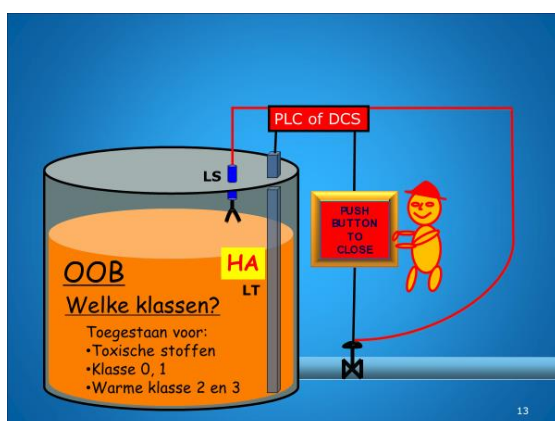 PLC of DCS
LS
PUSH
BUTTON
TO
CLOSE
HA
LT
OOB
Welke klassen?
Toegestaan voor:
•Toxische stoffen
•Klasse 0, 1
•Warme klasse 2 en 3
13